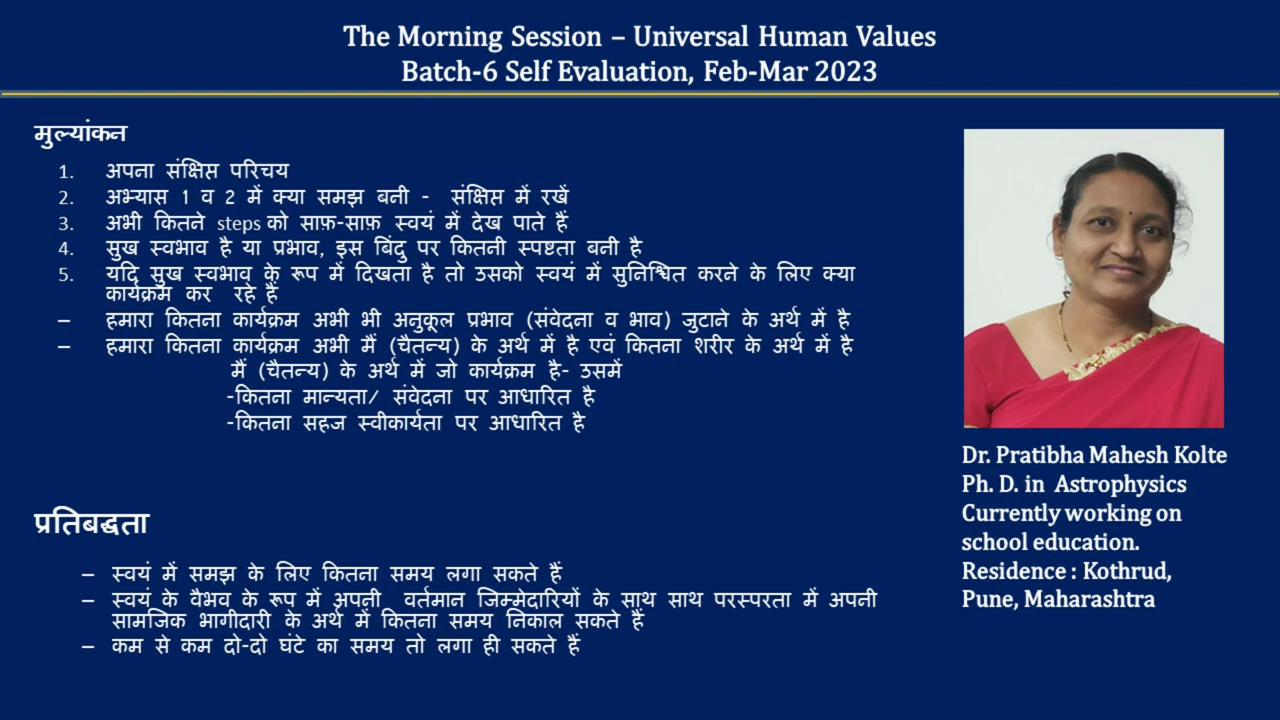 The Morning Session – Universal Human Values
Batch-6 Self Evaluation, Feb-Mar 2023
मुल्यांकन
1. अपना संक्षिप्त परिचय
2. अभ्यास 1 व 2 में क्या समझ बनी - संक्षिप्त में रखें
3. अभी कितने steps को साफ़-साफ़ स्वयं में देख पाते हैं
4. सुख स्वभाव है या प्रभाव, इस बिंदु पर कितनी स्पष्टता बनी है
5. यदि सुख स्वभाव के रूप में दिखता है तो उसको स्वयं में सुनिश्चित करने के लिए क्या
कार्यक्रम कर रहे हैं
– हमारा कितना कार्यक्रम अभी भी अनुकूल प्रभाव (संवेदना व भाव) जुटाने के अर्थ में है
– हमारा कितना कार्यक्रम अभी मैं (चैतन्य) के अर्थ में है एवं कितना शरीर के अर्थ में है
मैं (चैतन्य) के अर्थ में जो कार्यक्रम है- उसमें
-कितना मान्यता/ संवेदना पर आधारित है
-कितना सहज स्वीकार्यता पर आधारित है
प्रतिबद्धता
– स्वयं में समझ के लिए कितना समय लगा सकते हैं
– स्वयं के वैभव के रूप में अपनी वर्तमान जिम्मेदारियों के साथ साथ परस्परता में अपनी
सामजिक भागीदारी के अर्थ में कितना समय निकाल सकते हैं
– कम से कम दो-दो घंटे का समय तो लगा ही सकते हैं
Dr. Pratibha Mahesh Kolte
Ph. D. in Astrophysics
Currently working on
school education.
Residence : Kothrud,
Pune, Maharashtra